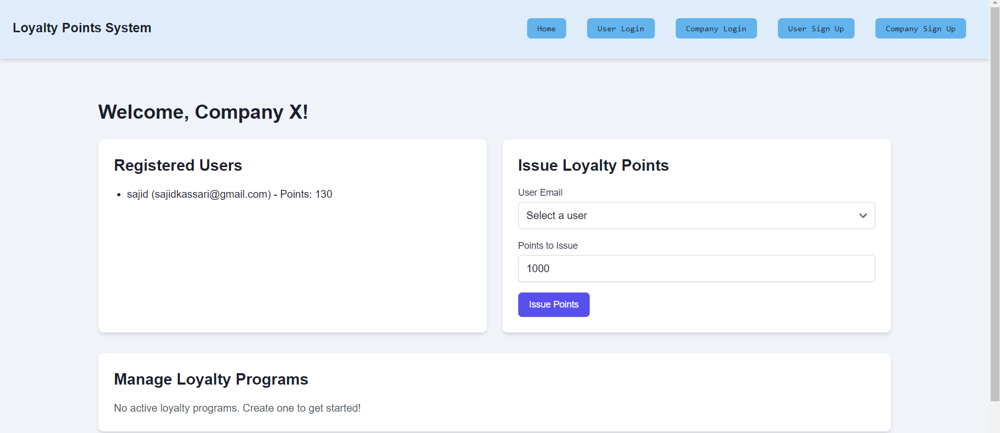 Loyalty Points System
Home
User Login
Company Login
User Sign Up
Company Sign Up
Welcome, Company X!
Registered Users
sajid (sajidkassari@gmail.com) - Points: 130
Issue Loyalty Points
User Email
Select a user
Points to Issue
1000
Issue Points
Manage Loyalty Programs
No active loyalty programs. Create one to get started!